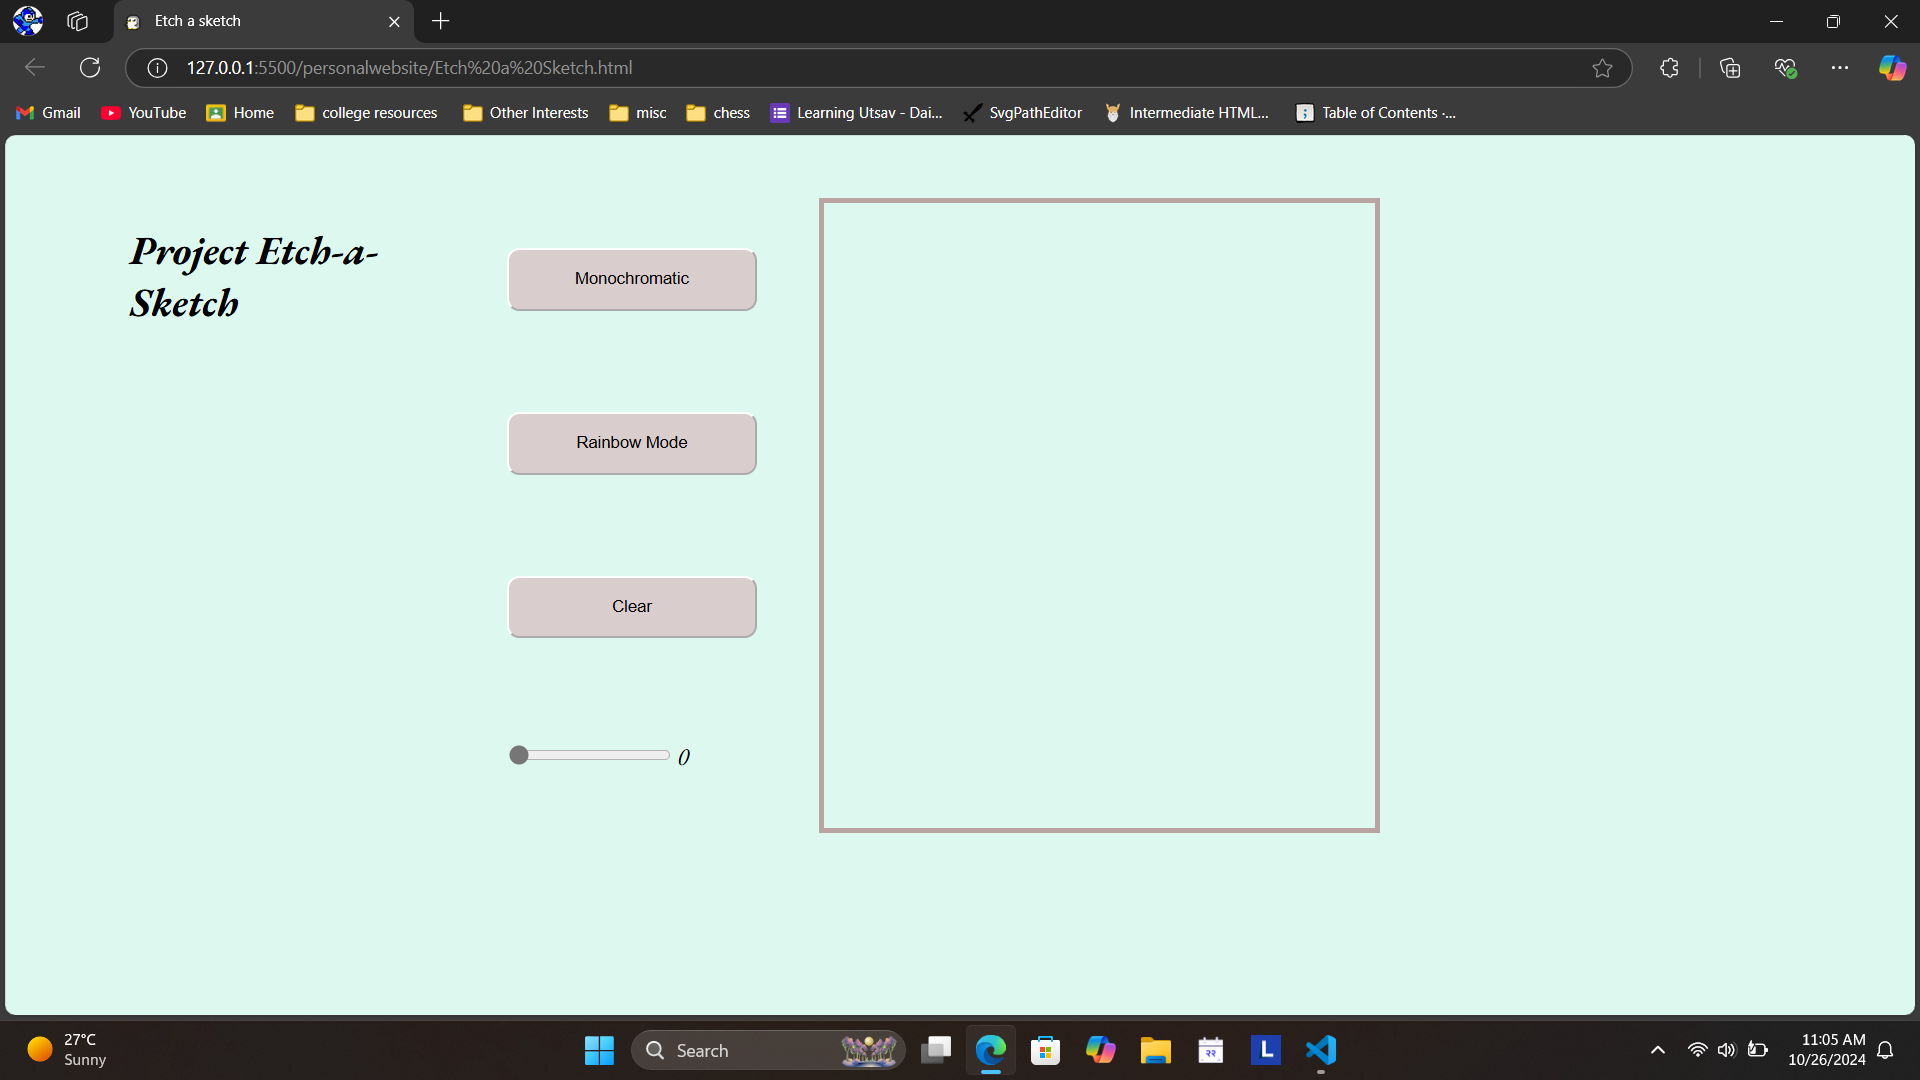 Etch a sketch
127.0.0.1:5500/personalwebsite/Etch%20a%20Sketch.html
Gmail YouTube Home college resources Other Interests misc chess Learning Utsav - Dai... SvgPathEditor Intermediate HTML... Table of Contents ·...
Project Etch-a-
Sketch
Monochromatic
Rainbow Mode
Clear
0
27°C
Sunny
Search
२२
L
11:05 AM
10/26/2024